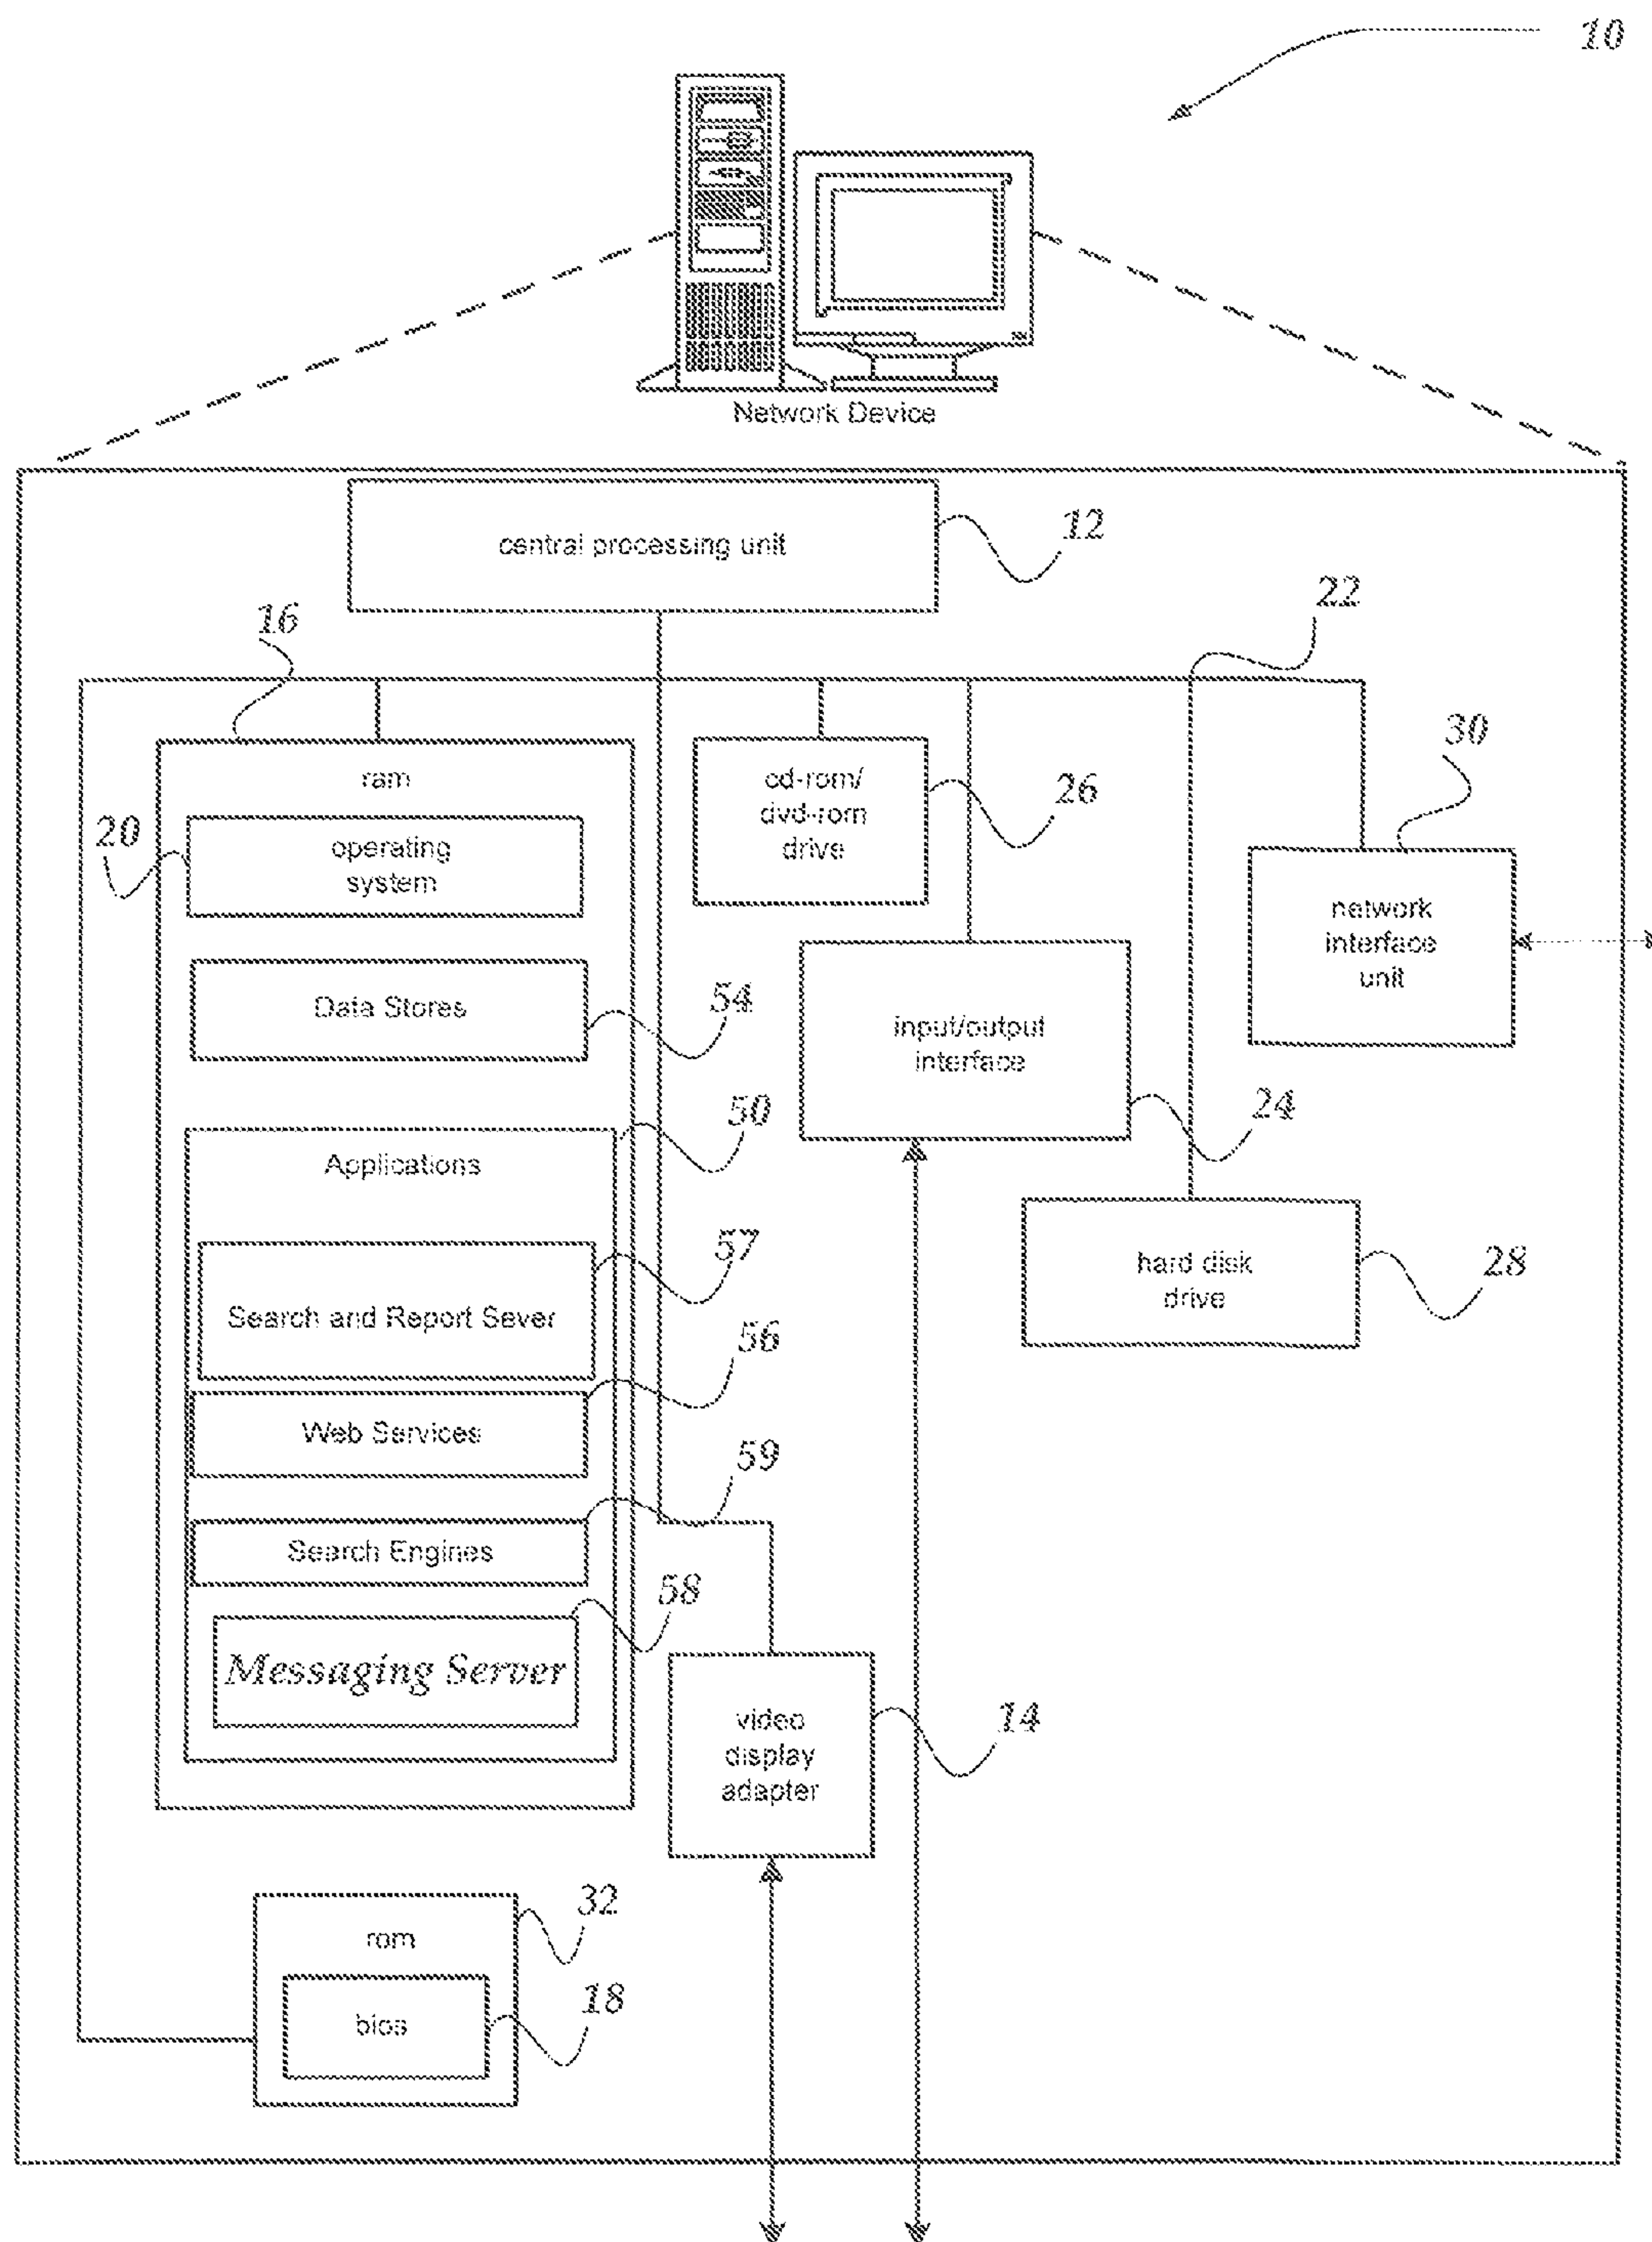 10
Network Device
central processing unit
12
16
22
ram
cd-rom/
dvd-rom
drive
26
30
20
operating
system
network
interface
unit
Data Stores
54
input/output
interface
24
50
Applications
57
Search and Report Sever
hard disk
drive
28
56
Web Services
59
Search Engines
58
Messaging Server
video
display
adapter
14
32
rom
18
bios